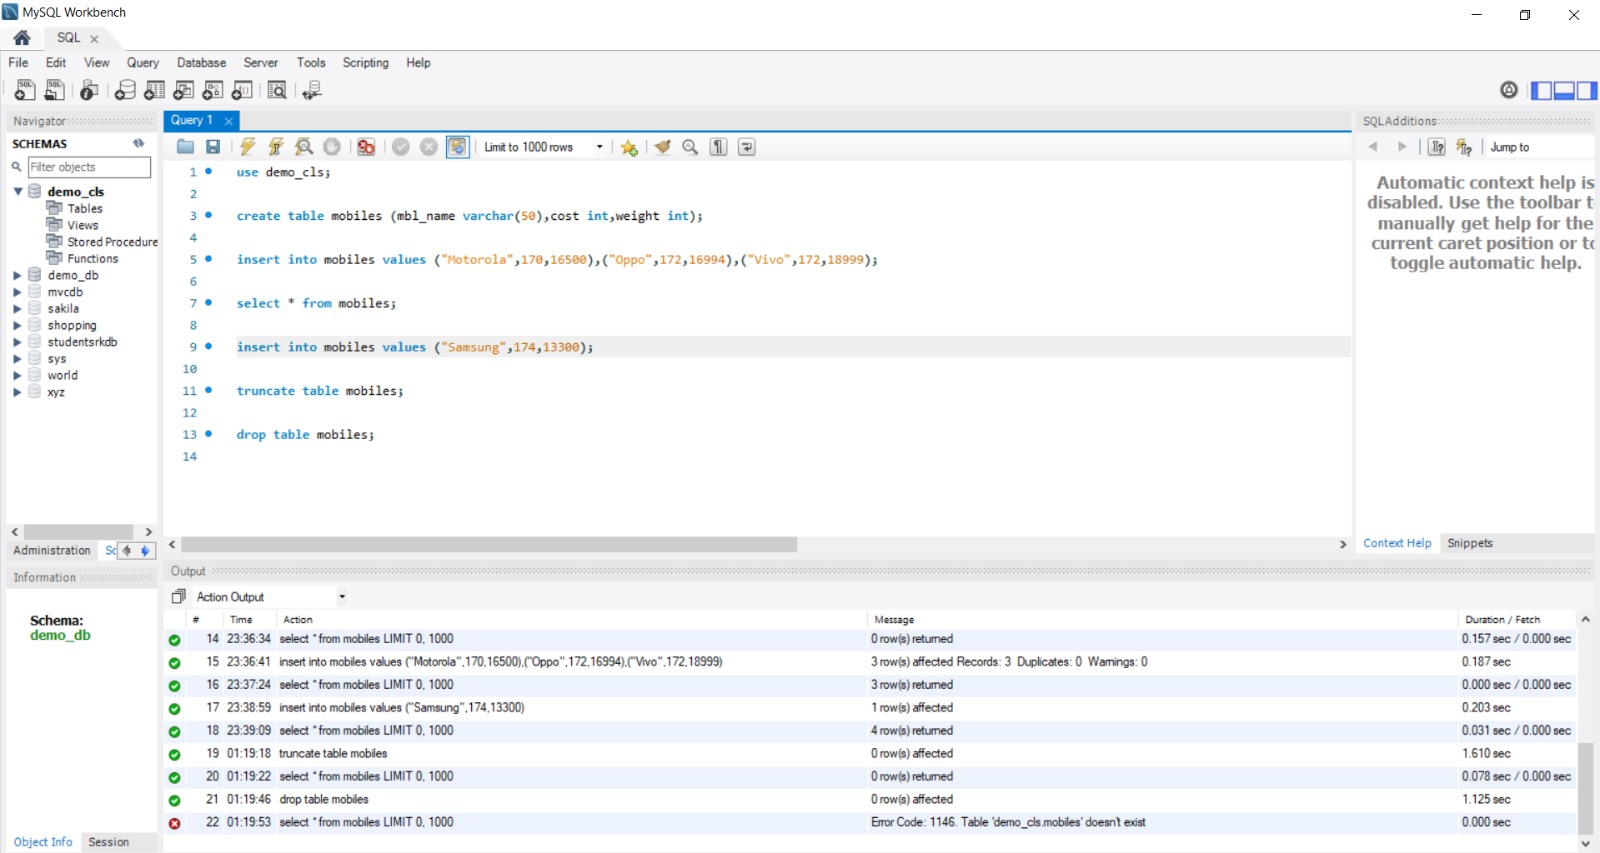 MySQL Workbench
SQL
File Edit View Query Database Server Tools Scripting Help
Navigator
SCHEMAS
Filter objects
demo_cls
Tables
Views
Stored Procedure
Functions
demo_db
mvcdb
sakila
shopping
studentsrkdb
sys
world
xyz
Administration Sc
Information
Schema:
demo_db
Object Info Session
Query 1
Limit to 1000 rows
1 use demo_cls;
2
3 create table mobiles (mbl_name varchar(50),cost int,weight int);
4
5 insert into mobiles values ("Motorola",170,16500),("Oppo",172,16994),("Vivo",172,18999);
6
7 select * from mobiles;
8
9 insert into mobiles values ("Samsung",174,13300);
10
11 truncate table mobiles;
12
13 drop table mobiles;
14
SQLAdditions
Jump to
Automatic context help is
disabled. Use the toolbar t
manually get help for the
current caret position or to
toggle automatic help.
Context Help Snippets
Output
Action Output
# Time Action Message Duration / Fetch
14 23:36:34 select * from mobiles LIMIT 0, 1000 0 row(s) returned 0.157 sec / 0.000 sec
15 23:36:41 insert into mobiles values ("Motorola",170,16500),("Oppo",172,16994),("Vivo",172,18999) 3 row(s) affected Records: 3 Duplicates: 0 Warnings: 0 0.187 sec
16 23:37:24 select * from mobiles LIMIT 0, 1000 3 row(s) returned 0.000 sec / 0.000 sec
17 23:38:59 insert into mobiles values ("Samsung",174,13300) 1 row(s) affected 0.203 sec
18 23:39:09 select * from mobiles LIMIT 0, 1000 4 row(s) returned 0.031 sec / 0.000 sec
19 01:19:18 truncate table mobiles 0 row(s) affected 1.610 sec
20 01:19:22 select * from mobiles LIMIT 0, 1000 0 row(s) returned 0.078 sec / 0.000 sec
21 01:19:46 drop table mobiles 0 row(s) affected 1.125 sec
22 01:19:53 select * from mobiles LIMIT 0, 1000 Error Code: 1146. Table 'demo_cls.mobiles' doesn't exist 0.000 sec